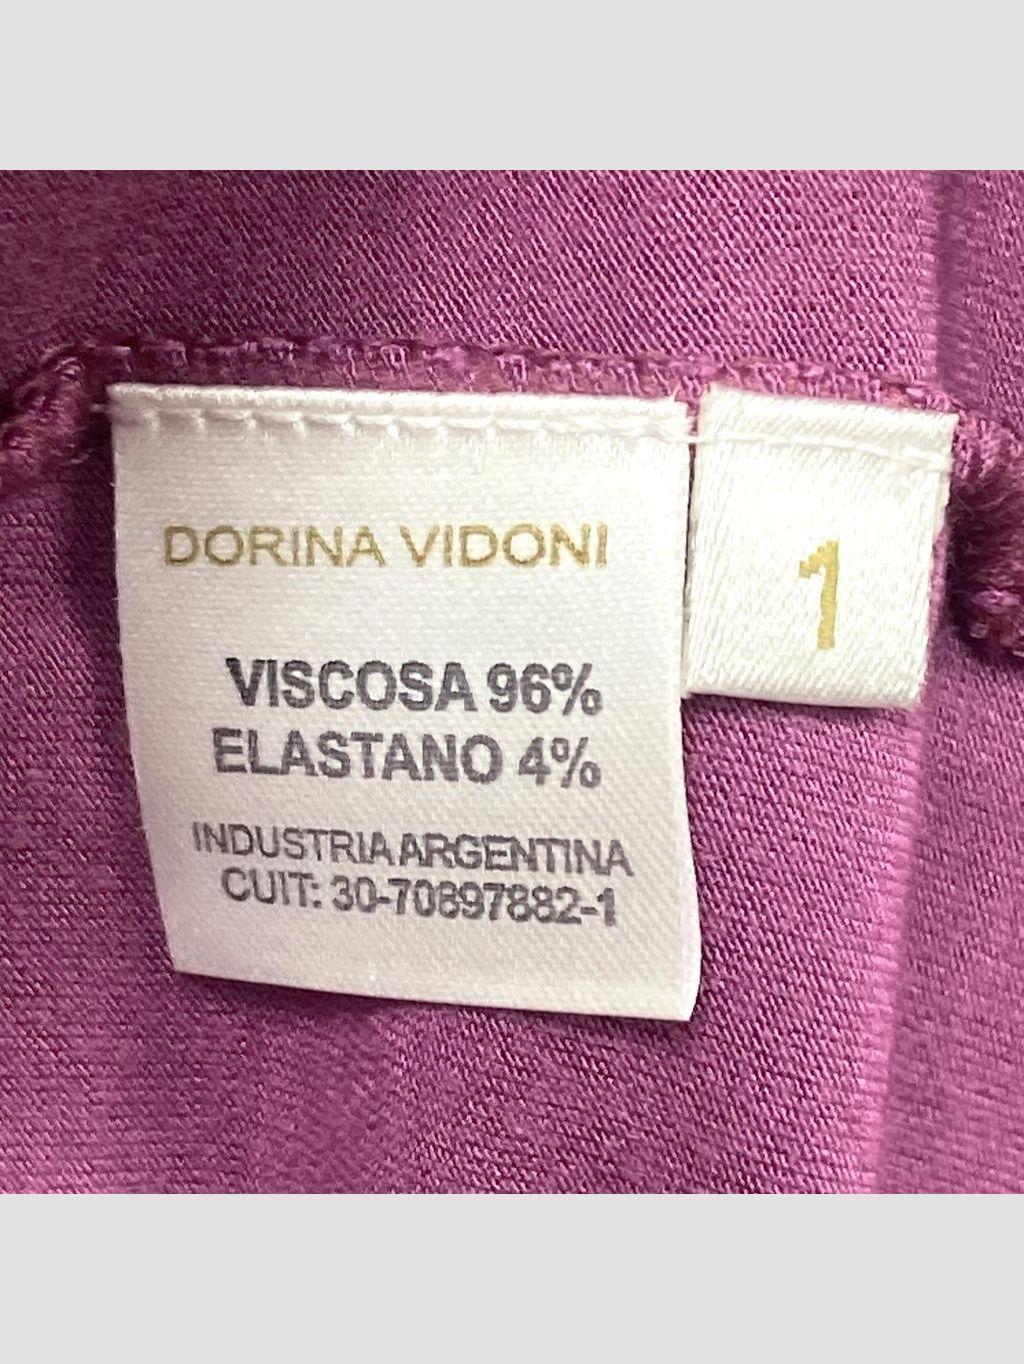 DORINA VIDONI
VISCOSA 96%
ELASTANO 4%
INDUSTRIA ARGENTINA
CUIT: 30-70897882-1
1